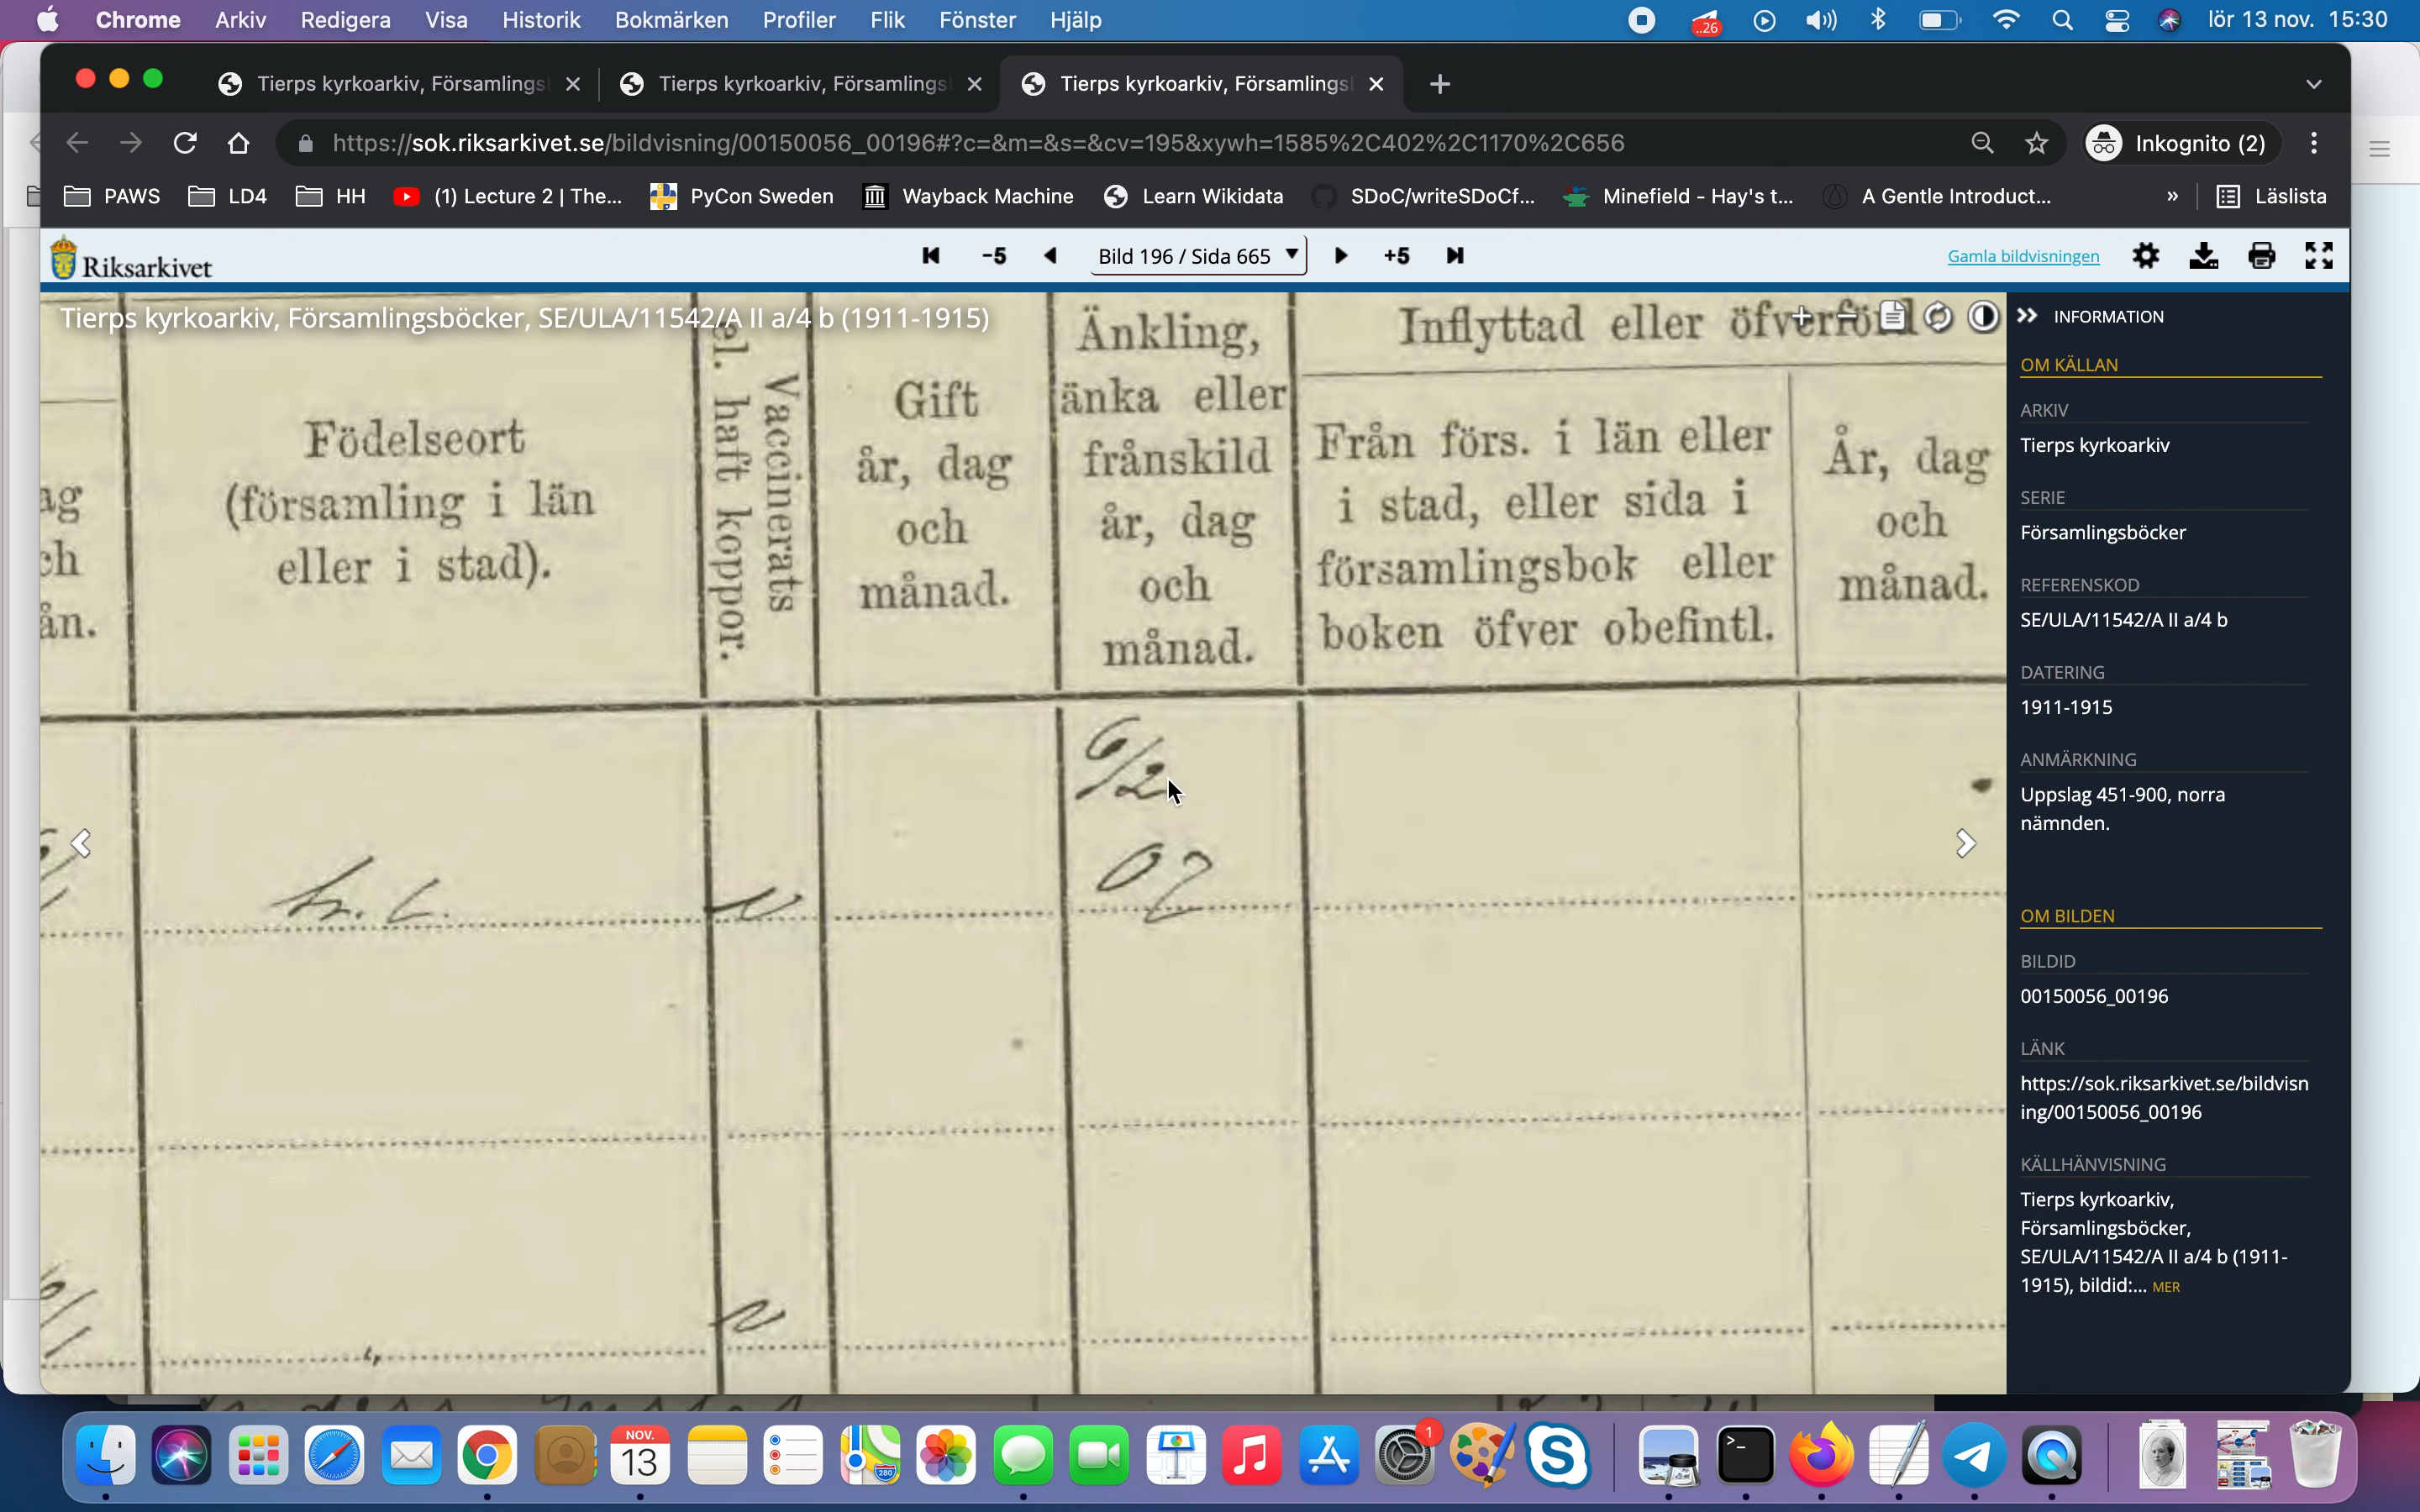 Chrome Arkiv Redigera Visa Historik Bokmärken Profiler Flik Fönster Hjälp ..26 lör 13 nov. 15:30
Tierps kyrkoarkiv, Församlings Tierps kyrkoarkiv, Församlings Tierps kyrkoarkiv, Församlings
https://sok.riksarkivet.se/bildvisning/00150056_00196#?c=&m=&s=&cv=195&xywh=1585%2C402%2C1170%2C656 Inkognito (2)
PAWS LD4 HH (1) Lecture 2 | The... PyCon Sweden Wayback Machine Learn Wikidata SDoC/writeSDoCf... Minefield - Hay's t... A Gentle Introduct... » Läslista
Riksarkivet -5 Bild 196 / Sida 665 +5 Gamla bildvisningen
Tierps kyrkoarkiv, Församlingsböcker, SE/ULA/11542/A II a/4 b (1911-1915)
ag
ch
ån.
Födelseort
(församling i län
eller i stad).
Vaccinerats
el. haft koppor.
Gift
år, dag
och
månad.
Änkling,
änka eller
frånskild
år, dag
och
månad.
Inflyttad eller öfverförd
Från förs. i län eller
i stad, eller sida i
församlingsbok eller
boken öfver obefintl.
År, dag
och
månad.
6/2
07
v
v
INFORMATION
OM KÄLLAN
ARKIV
Tierps kyrkoarkiv
SERIE
Församlingsböcker
REFERENSKOD
SE/ULA/11542/A II a/4 b
DATERING
1911-1915
ANMÄRKNING
Uppslag 451-900, norra
nämnden.
OM BILDEN
BILDID
00150056_00196
LÄNK
https://sok.riksarkivet.se/bildvisn
ing/00150056_00196
KÄLLHÄNVISNING
Tierps kyrkoarkiv,
Församlingsböcker,
SE/ULA/11542/A II a/4 b (1911-
1915), bildid:... MER
NOV.
13
280
1